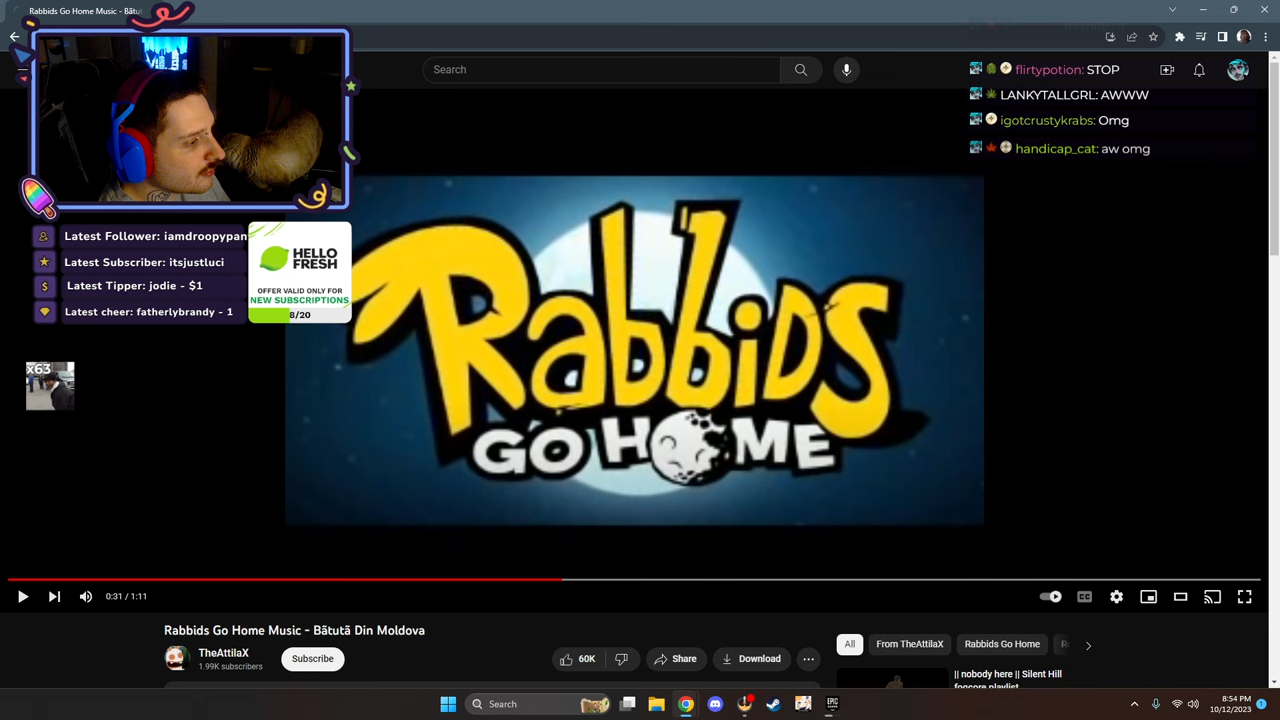 Rabbids Go Home Music - Bătut
Search
flirtypotion: STOP
LANKYTALLGRL: AWWW
igotcrustykrabs: Omg
handicap_cat: aw omg
Latest Follower: iamdroopypan
Latest Subscriber: itsjustluci
Latest Tipper: jodie - $1
Latest cheer: fatherlybrandy - 1
HELLO
FRESH
OFFER VALID ONLY FOR
NEW SUBSCRIPTIONS
8/20
x63
Rabbids
GO HOME
0:31 / 1:11
Rabbids Go Home Music - Bãtutã Din Moldova
TheAttilaX
1.99K subscribers
Subscribe
60K
Share
Download
All
From TheAttilaX
Rabbids Go Home
|| nobody here || Silent Hill
fogcore playlist
Search
8:54 PM
10/12/2023